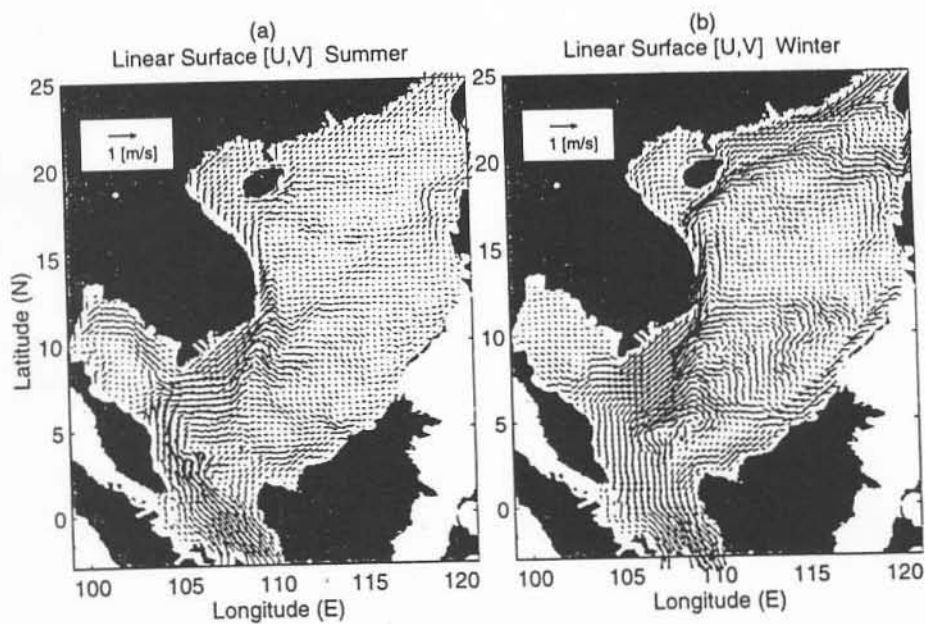 (a)
Linear Surface [U,V] Summer
25
20
15
10
5
0
Latitude (N)
1 [m/s]
100 105 110 115 120
Longitude (E)
(b)
Linear Surface [U,V] Winter
25
20
15
10
5
0
1 [m/s]
100 105 110 115 120
Longitude (E)